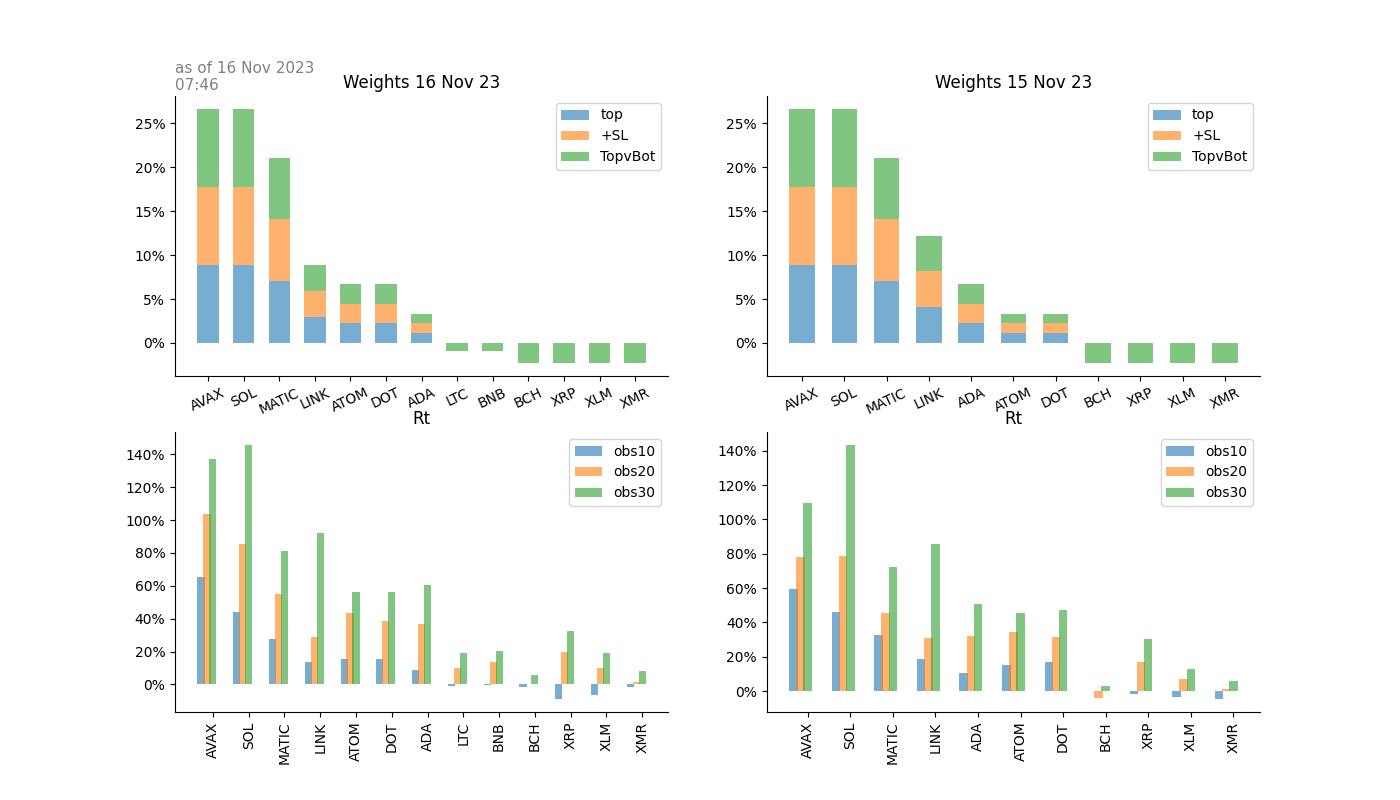 as of 16 Nov 2023
07:46
Weights 16 Nov 23
25%
20%
15%
10%
5%
0%
top
+SL
TopvBot
AVAX SOL MATIC LINK ATOM DOT ADA LTC BNB BCH XRP XLM XMR
Weights 15 Nov 23
25%
20%
15%
10%
5%
0%
top
+SL
TopvBot
AVAX SOL MATIC LINK ADA ATOM DOT BCH XRP XLM XMR
Rt
140%
120%
100%
80%
60%
40%
20%
0%
obs10
obs20
obs30
AVAX SOL MATIC LINK ATOM DOT ADA LTC BNB BCH XRP XLM XMR
Rt
140%
120%
100%
80%
60%
40%
20%
0%
obs10
obs20
obs30
AVAX SOL MATIC LINK ADA ATOM DOT BCH XRP XLM XMR